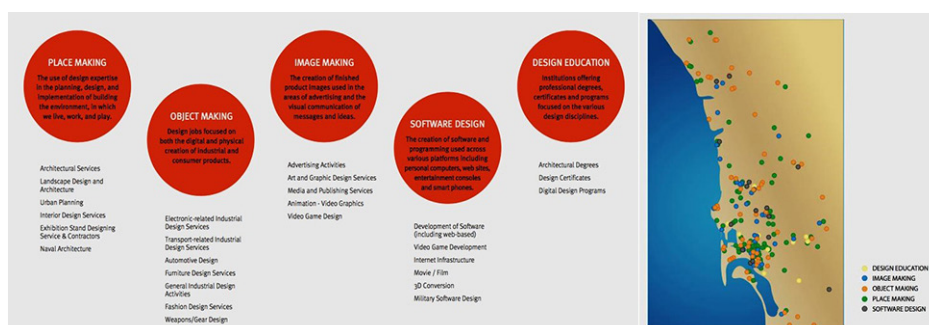 PLACE MAKING
The use of design expertise
in the planning, design, and
implementation of building
the environment, in which
we live, work, and play.
Architectural Services
Landscape Design and
Architecture
Urban Planning
Interior Design Services
Exhibition Stand Designing
Service & Contractors
Naval Architecture
OBJECT MAKING
Design jobs focused on
both the digital and physical
creation of industrial and
consumer products.
Electronic-related Industrial
Design Services
Transport-related Industrial
Design Services
Automotive Design
Furniture Design Services
General Industrial Design
Activities
Fashion Design Services
Weapons/Gear Design
IMAGE MAKING
The creation of finished
product images used in the
areas of advertising and the
visual communication of
messages and ideas.
Advertising Activities
Art and Graphic Design Services
Media and Publishing Services
Animation - Video Graphics
Video Game Design
SOFTWARE DESIGN
The creation of software and
programming used across
various platforms including
personal computers, web sites,
entertainment consoles
and smart phones.
Development of Software
(including web-based)
Video Game Development
Internet Infrastructure
Movie / Film
3D Conversion
Military Software Design
DESIGN EDUCATION
Institutions offering
professional degrees,
certificates and programs
focused on the various
design disciplines.
Architectural Degrees
Design Certificates
Digital Design Programs
DESIGN EDUCATION
IMAGE MAKING
OBJECT MAKING
PLACE MAKING
SOFTWARE DESIGN